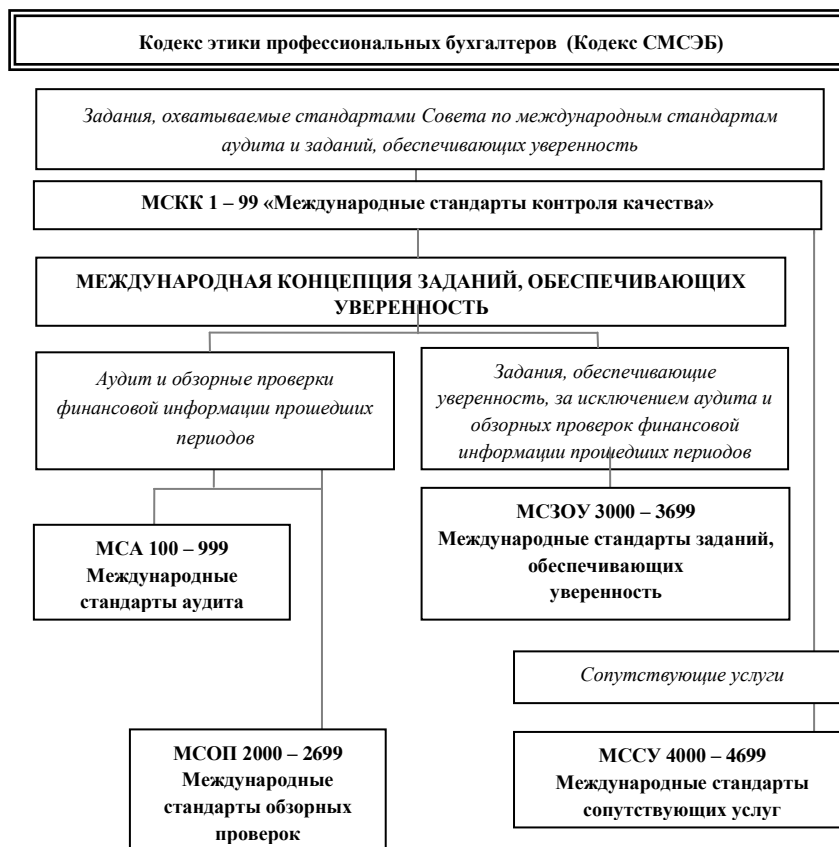 Кодекс этики профессиональных бухгалтеров (Кодекс СМСЭБ)
Задания, охватываемые стандартами Совета по международным стандартам
аудита и заданий, обеспечивающих уверенность
МСКК 1 – 99 «Международные стандарты контроля качества»
МЕЖДУНАРОДНАЯ КОНЦЕПЦИЯ ЗАДАНИЙ, ОБЕСПЕЧИВАЮЩИХ
УВЕРЕННОСТЬ
Аудит и обзорные проверки
финансовой информации прошедших
периодов
Задания, обеспечивающие
уверенность, за исключением аудита и
обзорных проверок финансовой
информации прошедших периодов
МСА 100 – 999
Международные
стандарты аудита
МСЗОУ 3000 – 3699
Международные стандарты заданий,
обеспечивающих
уверенность
Сопутствующие услуги
МСОП 2000 – 2699
Международные
стандарты обзорных
проверок
МССУ 4000 – 4699
Международные стандарты
сопутствующих услуг